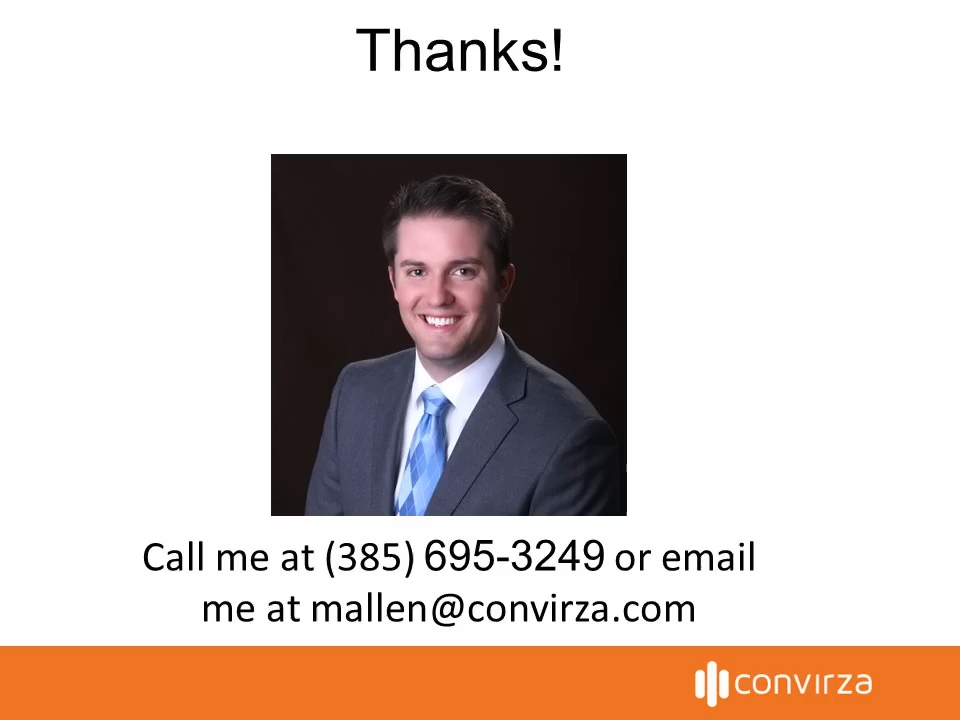 Thanks!
Call me at (385) 695-3249 or email
me at mallen@convirza.com
convirza